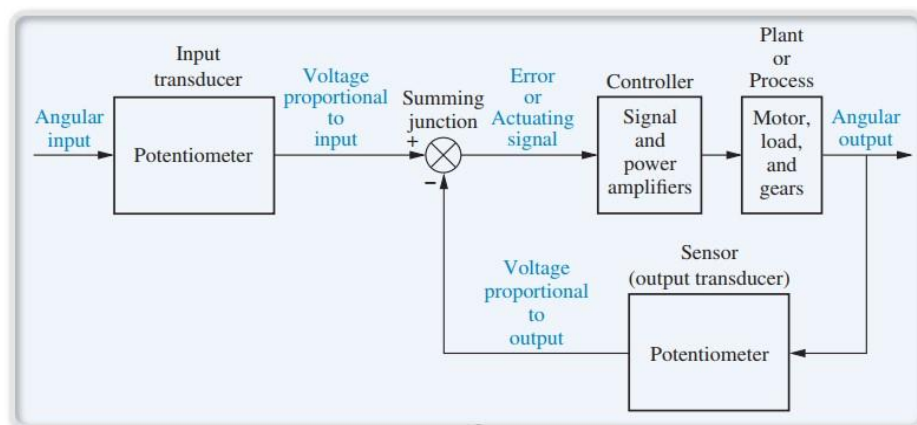 Input
transducer
Angular
input
Potentiometer
Voltage
proportional
to
input
Summing
junction
+
−
Error
or
Actuating
signal
Controller
Signal
and
power
amplifiers
Plant
or
Process
Motor,
load,
and
gears
Angular
output
Sensor
(output transducer)
Potentiometer
Voltage
proportional
to
output